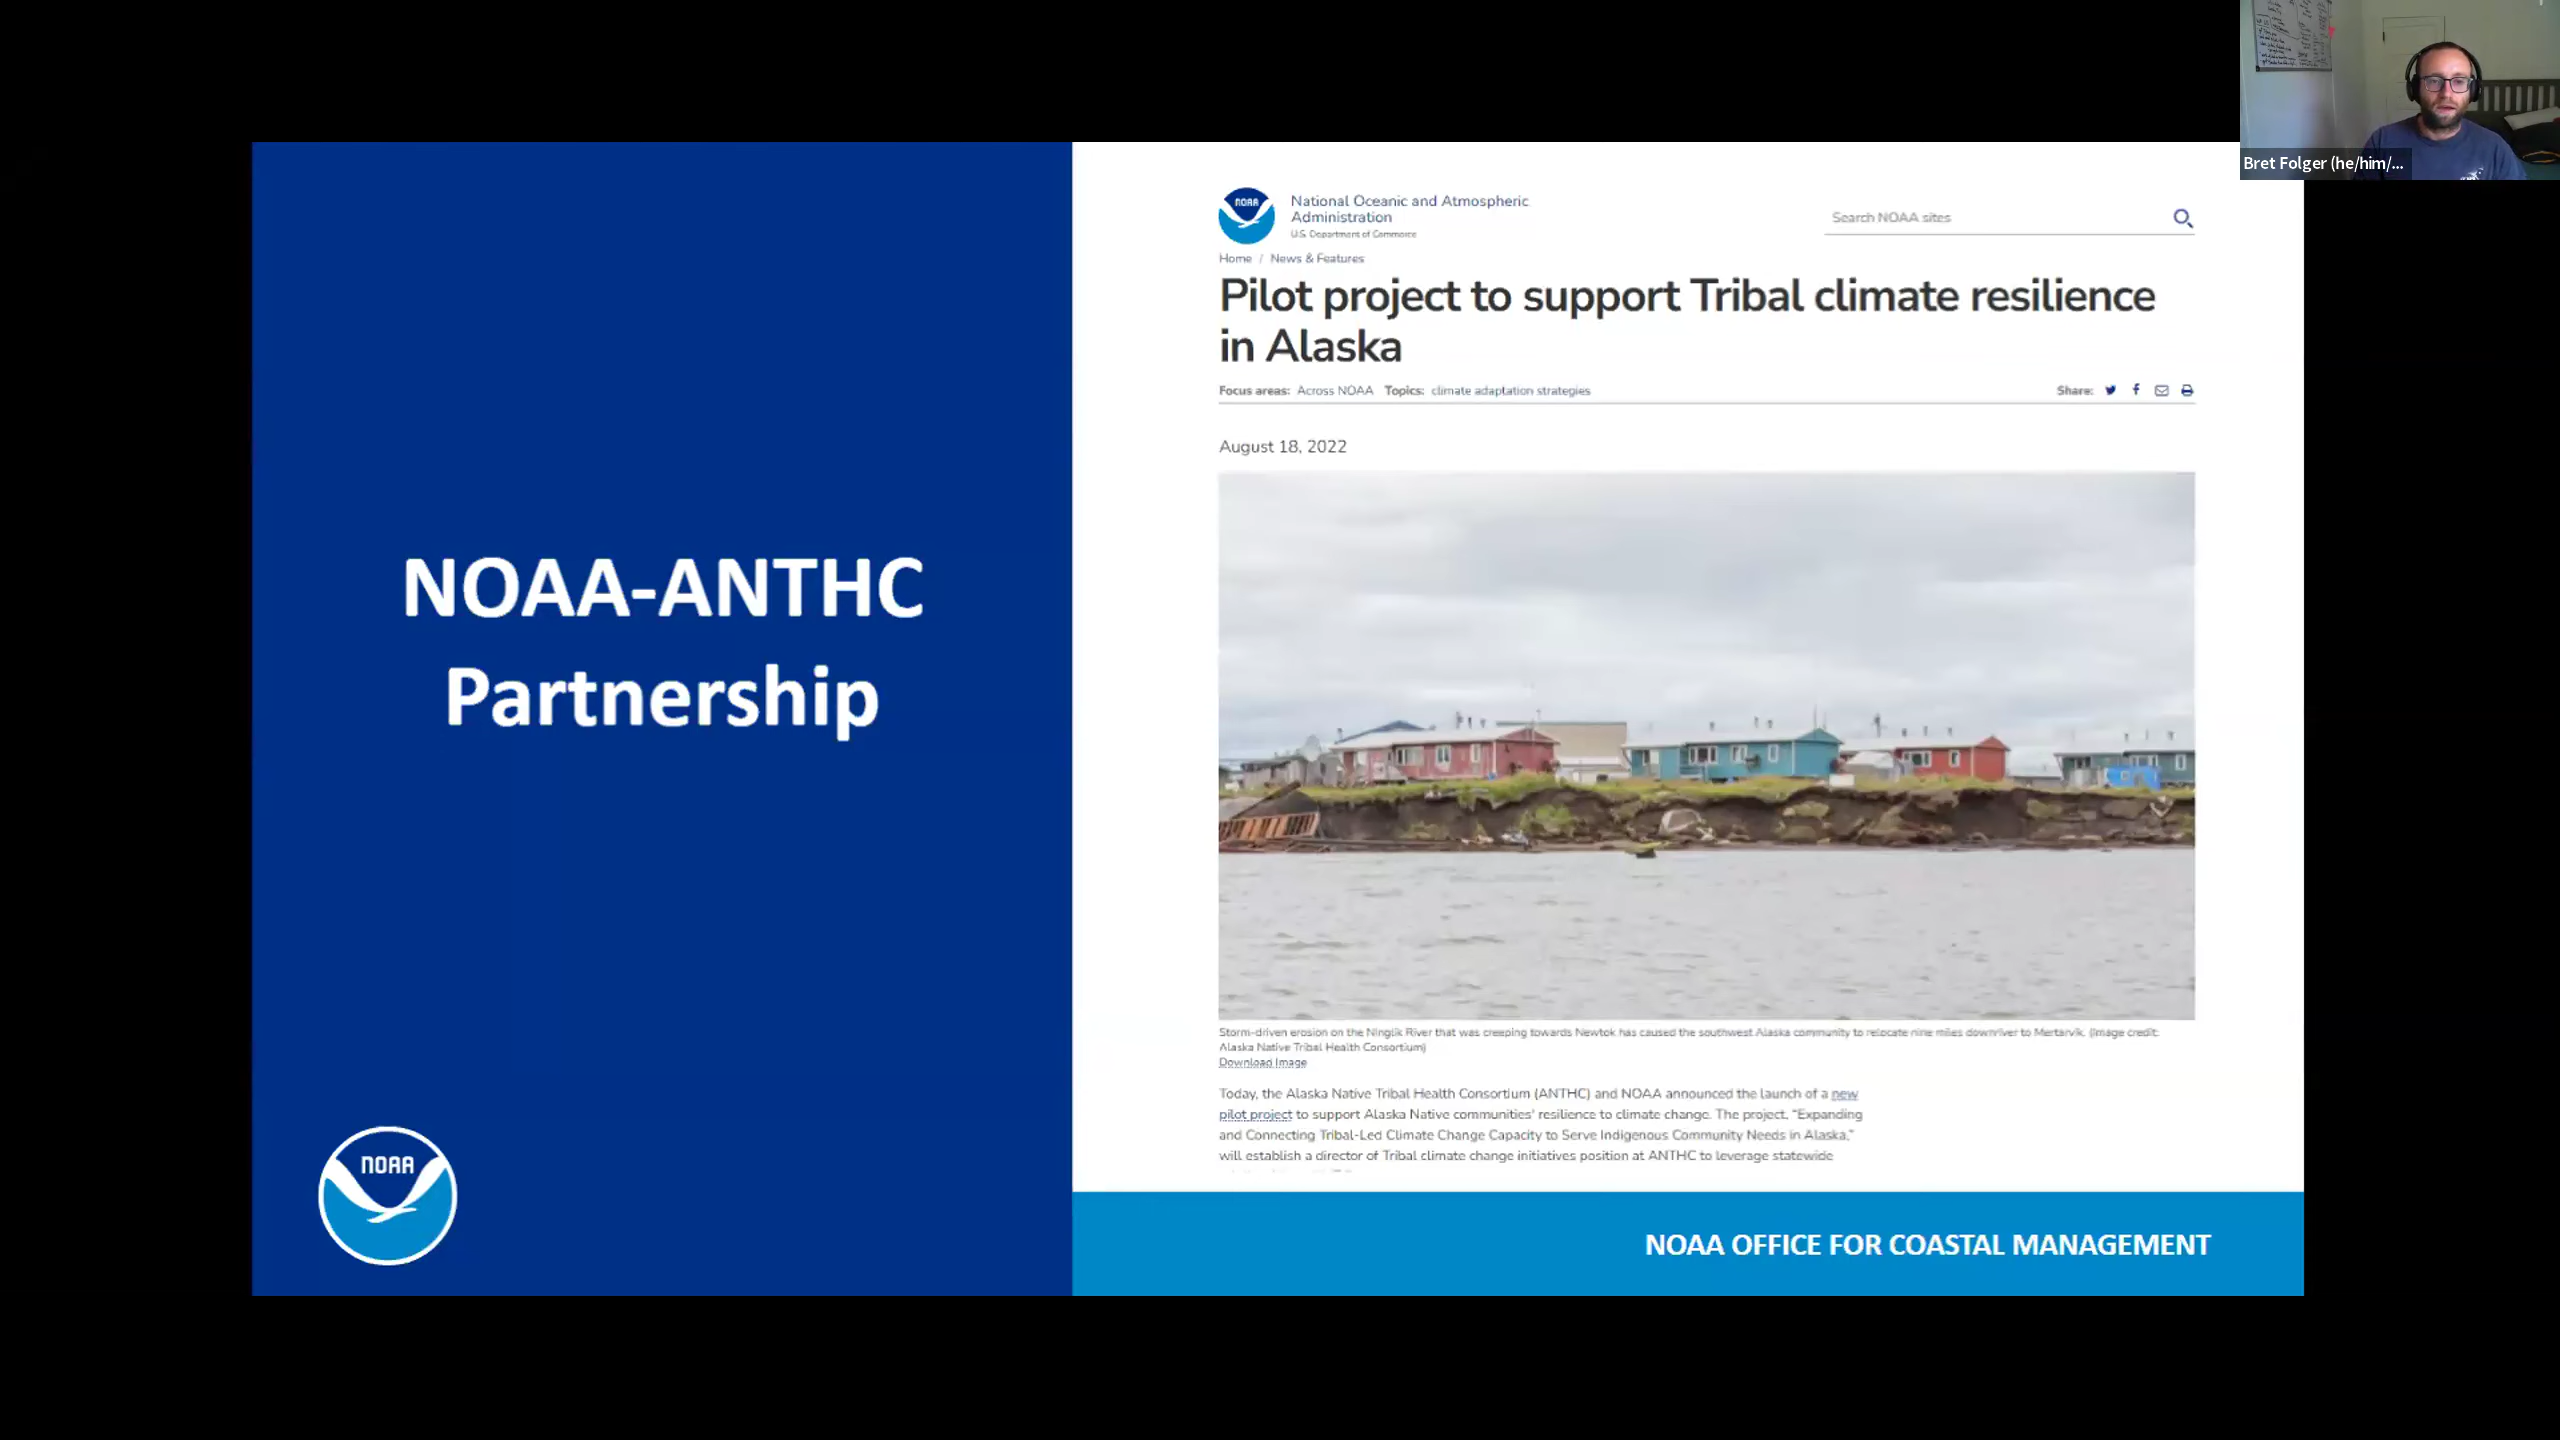 Bret Folger (he/him/...
NOAA-ANTHC
Partnership
NOAA
NOAA
National Oceanic and Atmospheric
Administration
U.S. Department of Commerce
Search NOAA sites
Home / News & Features
Pilot project to support Tribal climate resilience
in Alaska
Focus areas: Across NOAA Topics: climate adaptation strategies
Share:
August 18, 2022
Storm-driven erosion on the Ninglik River that was creeping towards Newtok has caused the southwest Alaska community to relocate nine miles downriver to Mertarvik. (Image credit:
Alaska Native Tribal Health Consortium)
Download Image
Today, the Alaska Native Tribal Health Consortium (ANTHC) and NOAA announced the launch of a new
pilot project to support Alaska Native communities' resilience to climate change. The project, "Expanding
and Connecting Tribal-Led Climate Change Capacity to Serve Indigenous Community Needs in Alaska,"
will establish a director of Tribal climate change initiatives position at ANTHC to leverage statewide
NOAA OFFICE FOR COASTAL MANAGEMENT